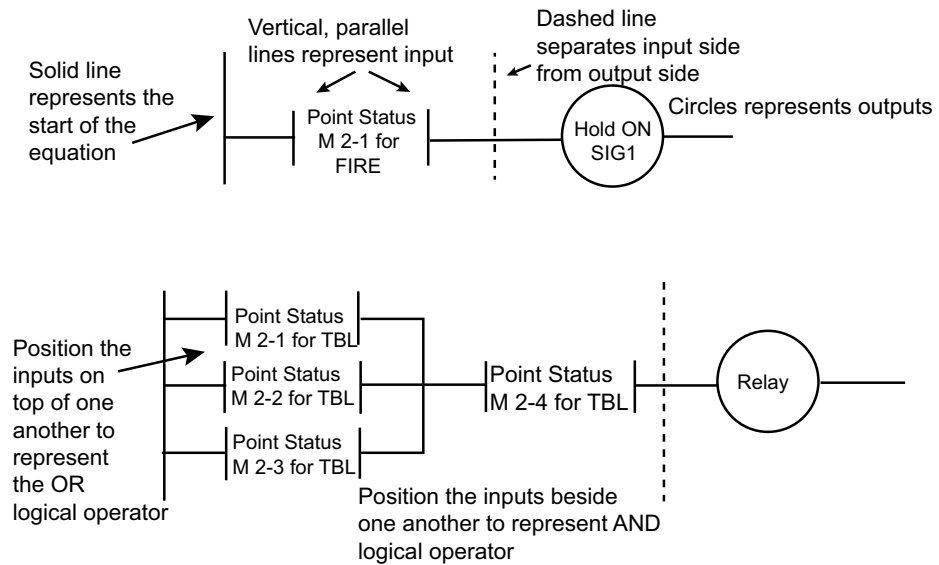 Solid line
represents the
start of the
equation
Vertical, parallel
lines represent input
Point Status
M 2-1 for
FIRE
Dashed line
separates input side
from output side
Hold ON
SIG1
Circles represents outputs
Position the
inputs on
top of one
another to
represent
the OR
logical operator
Point Status
M 2-1 for TBL
Point Status
M 2-2 for TBL
Point Status
M 2-3 for TBL
Point Status
M 2-4 for TBL
Relay
Position the inputs beside
one another to represent AND
logical operator